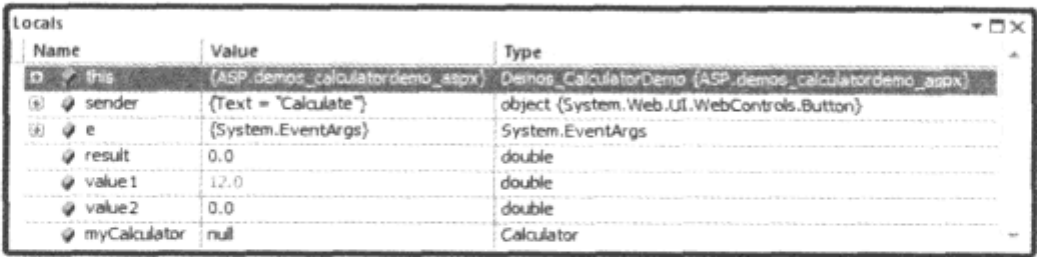 Locals
Name Value Type
this {ASP.demos_calculatordemo_aspx} Demos_CalculatorDemo {ASP.demos_calculatordemo_aspx}
sender {Text = "Calculate"} object {System.Web.UI.WebControls.Button}
e {System.EventArgs} System.EventArgs
result 0.0 double
value1 12.0 double
value2 0.0 double
myCalculator null Calculator